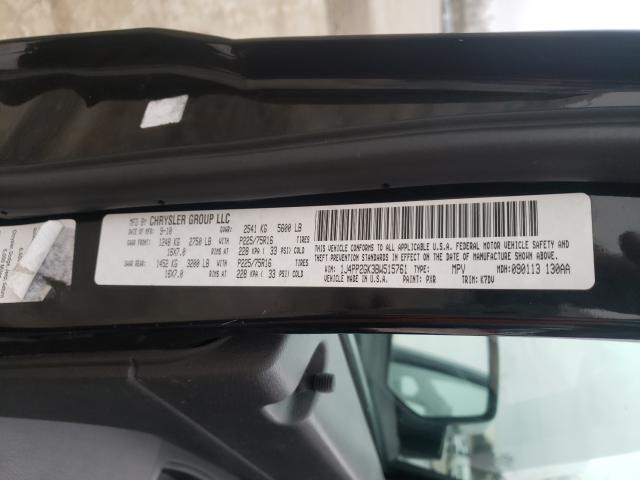 MFD BY CHRYSLER GROUP LLC
DATE OF MFR: 9-10 GVWR: 2541 KG 5600 LB
GAWR FRONT: 1248 KG 2750 LB WITH P225/75R16 TIRES
16X7.0 RIMS AT 228 KPA ( 33 PSI) COLD
GAWR REAR: 1452 KG 3200 LB WITH P225/75R16 TIRES
16X7.0 RIMS AT 228 KPA ( 33 PSI) COLD
THIS VEHICLE CONFORMS TO ALL APPLICABLE U.S.A. FEDERAL MOTOR VEHICLE SAFETY AND
THEFT PREVENTION STANDARDS IN EFFECT ON THE DATE OF MANUFACTURE SHOWN ABOVE.
VIN: 1J4PP2GK3BW515761 TYPE: MPV MDH: 090113 130AA
VEHICLE MADE IN U.S.A. PAINT: PXR TRIM: K7DV